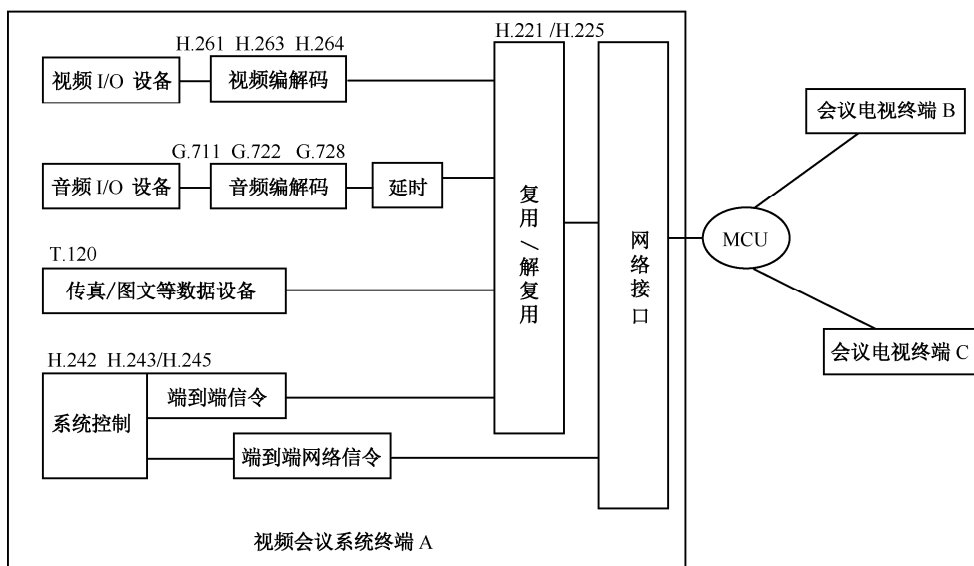 H.221 /H.225
H.261 H.263 H.264
视频 I/O 设备
视频编解码
G.711 G.722 G.728
音频 I/O 设备
音频编解码
延时
T.120
传真/图文等数据设备
H.242 H.243/H.245
系统控制
端到端信令
端到端网络信令
复用/解复用
网络接口
MCU
会议电视终端 B
会议电视终端 C
视频会议系统终端 A